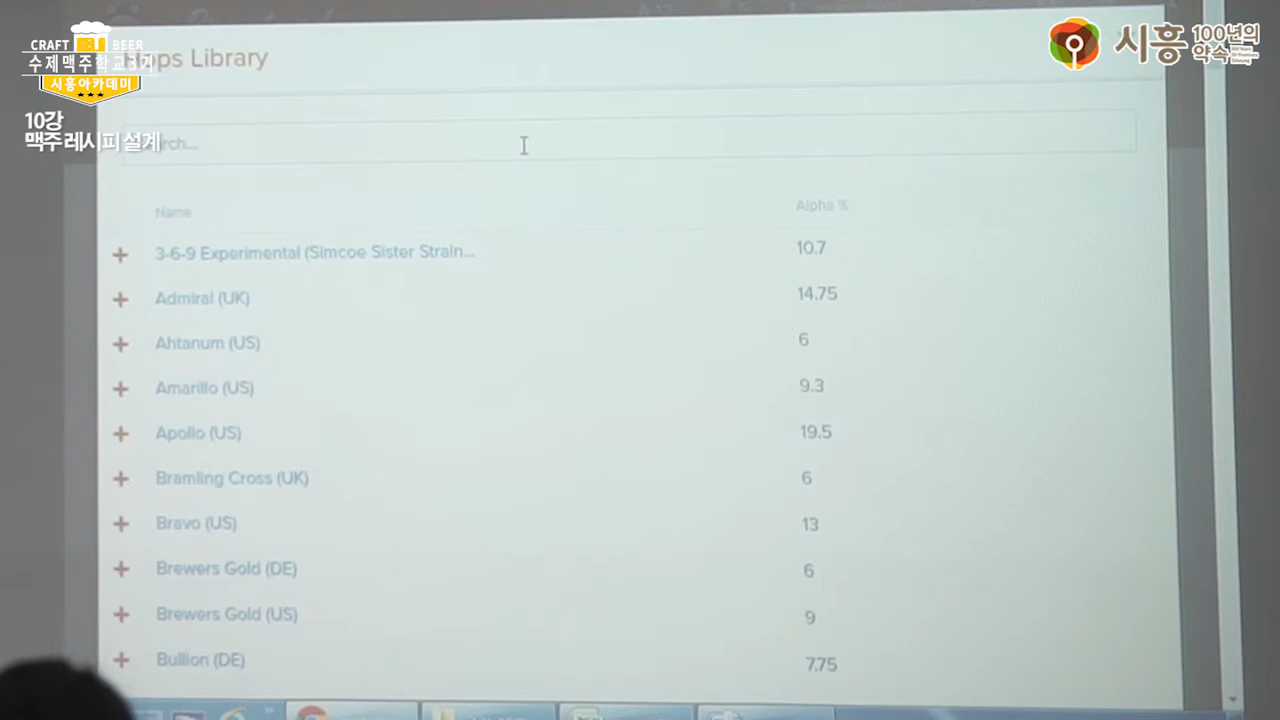 CRAFT BEER
수제맥주학교3기
시흥아카데미
10강
맥주 레시피 설계
시흥 100년의 약속
Hops Library
Name Alpha %
3-6-9 Experimental (Simcoe Sister Strain... 10.7
Admiral (UK) 14.75
Ahtanum (US) 6
Amarillo (US) 9.3
Apollo (US) 19.5
Bramling Cross (UK) 6
Bravo (US) 13
Brewers Gold (DE) 6
Brewers Gold (US) 9
Bullion (DE) 7.75